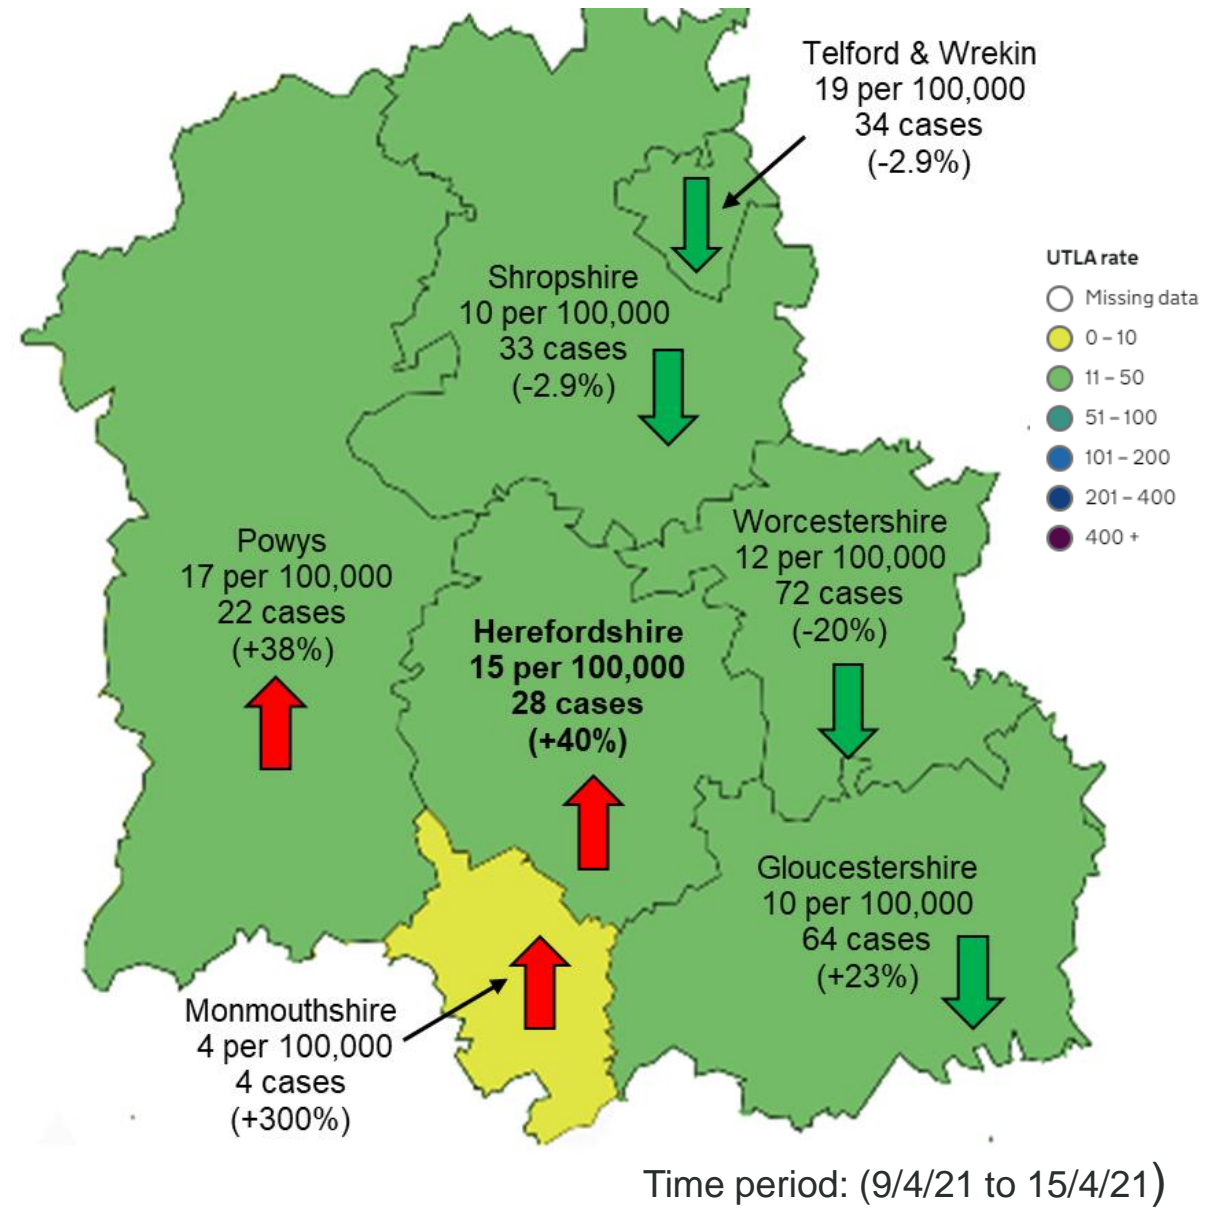 Telford & Wrekin
19 per 100,000
34 cases
(-2.9%)
UTLA rate
Missing data
0 – 10
11 – 50
51 – 100
101 – 200
201 – 400
400 +
Shropshire
10 per 100,000
33 cases
(-2.9%)
Powys
17 per 100,000
22 cases
(+38%)
Herefordshire
15 per 100,000
28 cases
(+40%)
Worcestershire
12 per 100,000
72 cases
(-20%)
Gloucestershire
10 per 100,000
64 cases
(+23%)
Monmouthshire
4 per 100,000
4 cases
(+300%)
Time period: (9/4/21 to 15/4/21)